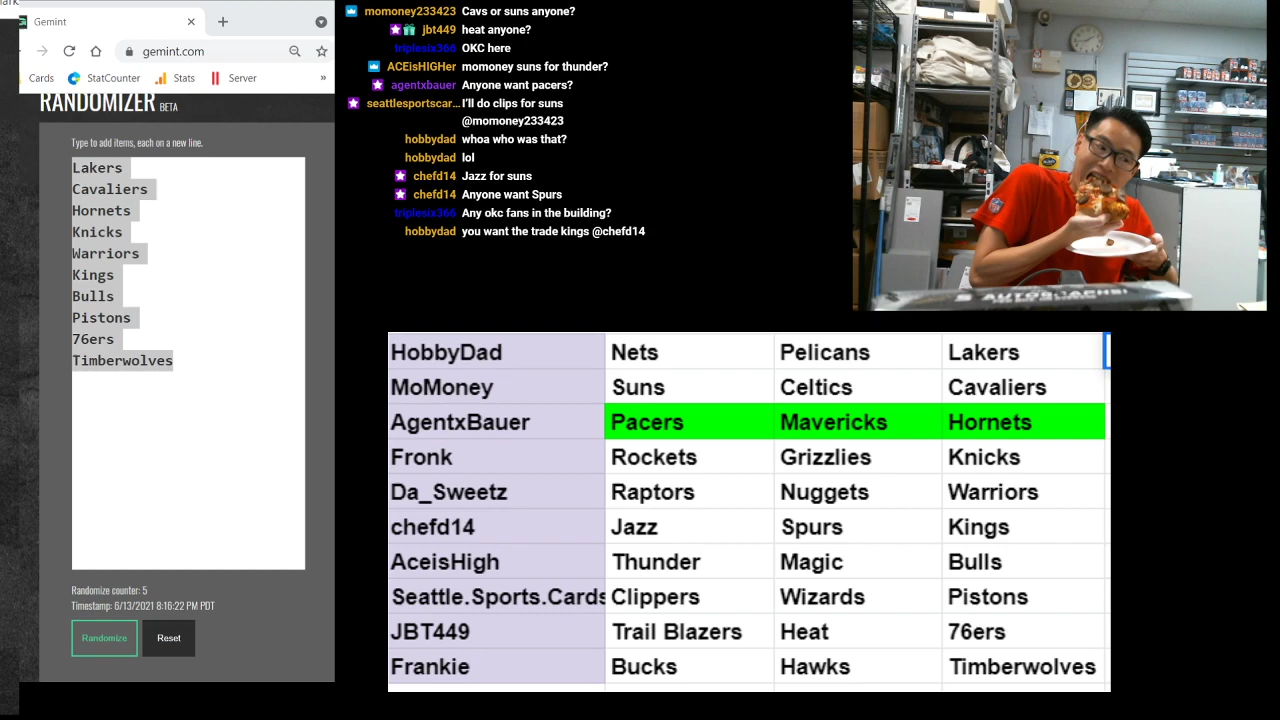 Gemint
gemint.com
Cards StatCounter Stats Server »
RANDOMIZER BETA
Type to add items, each on a new line.
Lakers
Cavaliers
Hornets
Knicks
Warriors
Kings
Bulls
Pistons
76ers
Timberwolves
Randomize counter: 5
Timestamp: 6/13/2021 8:16:22 PM PDT
Randomize Reset
momoney233423 Cavs or suns anyone?
jbt449 heat anyone?
triplesix366 OKC here
ACEisHIGHer momoney suns for thunder?
agentxbauer Anyone want pacers?
seattlesportscar... I'll do clips for suns
@momoney233423
hobbydad whoa who was that?
hobbydad lol
chefd14 Jazz for suns
chefd14 Anyone want Spurs
triplesix366 Any okc fans in the building?
hobbydad you want the trade kings @chefd14
HobbyDad Nets Pelicans Lakers
MoMoney Suns Celtics Cavaliers
AgentxBauer Pacers Mavericks Hornets
Fronk Rockets Grizzlies Knicks
Da_Sweetz Raptors Nuggets Warriors
chefd14 Jazz Spurs Kings
AceisHigh Thunder Magic Bulls
Seattle.Sports.Cards Clippers Wizards Pistons
JBT449 Trail Blazers Heat 76ers
Frankie Bucks Hawks Timberwolves